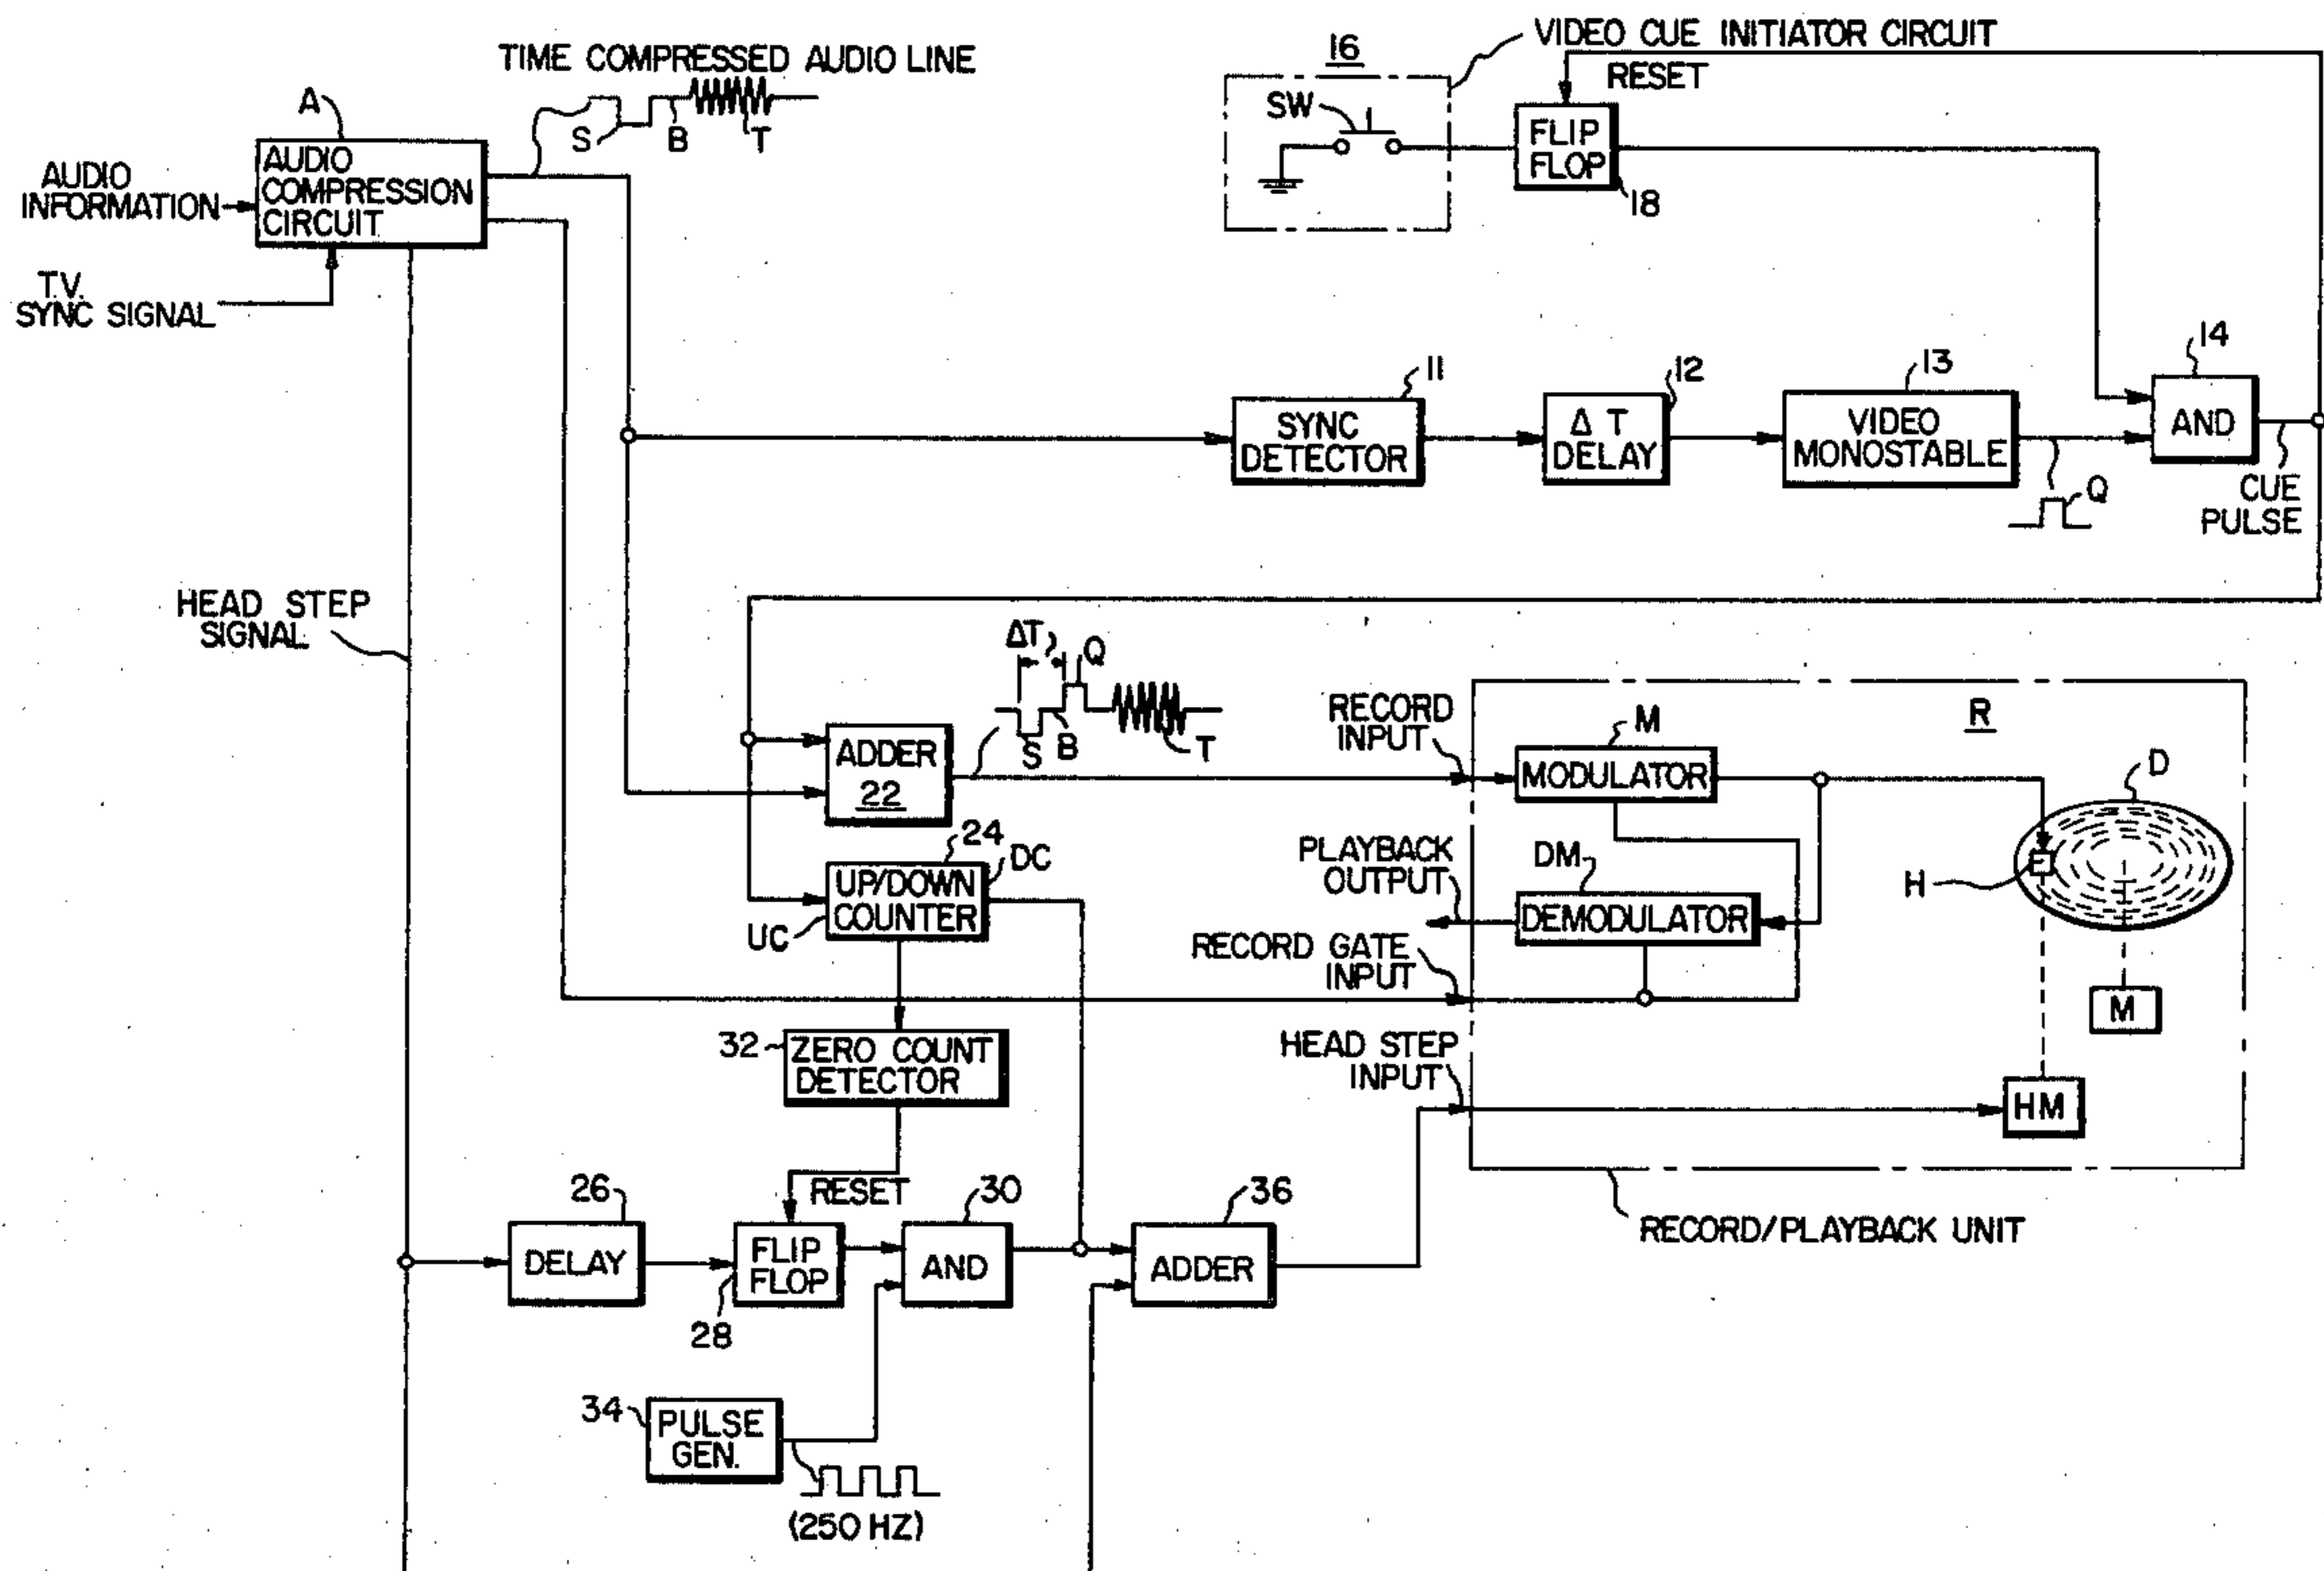 TIME COMPRESSED AUDIO LINE
A
S
B
T
AUDIO
INFORMATION
AUDIO
COMPRESSION
CIRCUIT
T.V.
SYNC SIGNAL
16
VIDEO CUE INITIATOR CIRCUIT
RESET
SW
FLIP
FLOP
18
11
SYNC
DETECTOR
12
Δ T
DELAY
13
VIDEO
MONOSTABLE
14
AND
Q
CUE
PULSE
HEAD STEP
SIGNAL
ΔT
Q
S
B
T
ADDER
22
24
DC
UP/DOWN
COUNTER
UC
RECORD
INPUT
M
MODULATOR
R
D
PLAYBACK
OUTPUT
DM
DEMODULATOR
H
RECORD GATE
INPUT
M
32
ZERO COUNT
DETECTOR
HEAD STEP
INPUT
HM
RECORD/PLAYBACK UNIT
26
DELAY
RESET
FLIP
FLOP
28
30
AND
36
ADDER
34
PULSE
GEN.
(250 HZ)